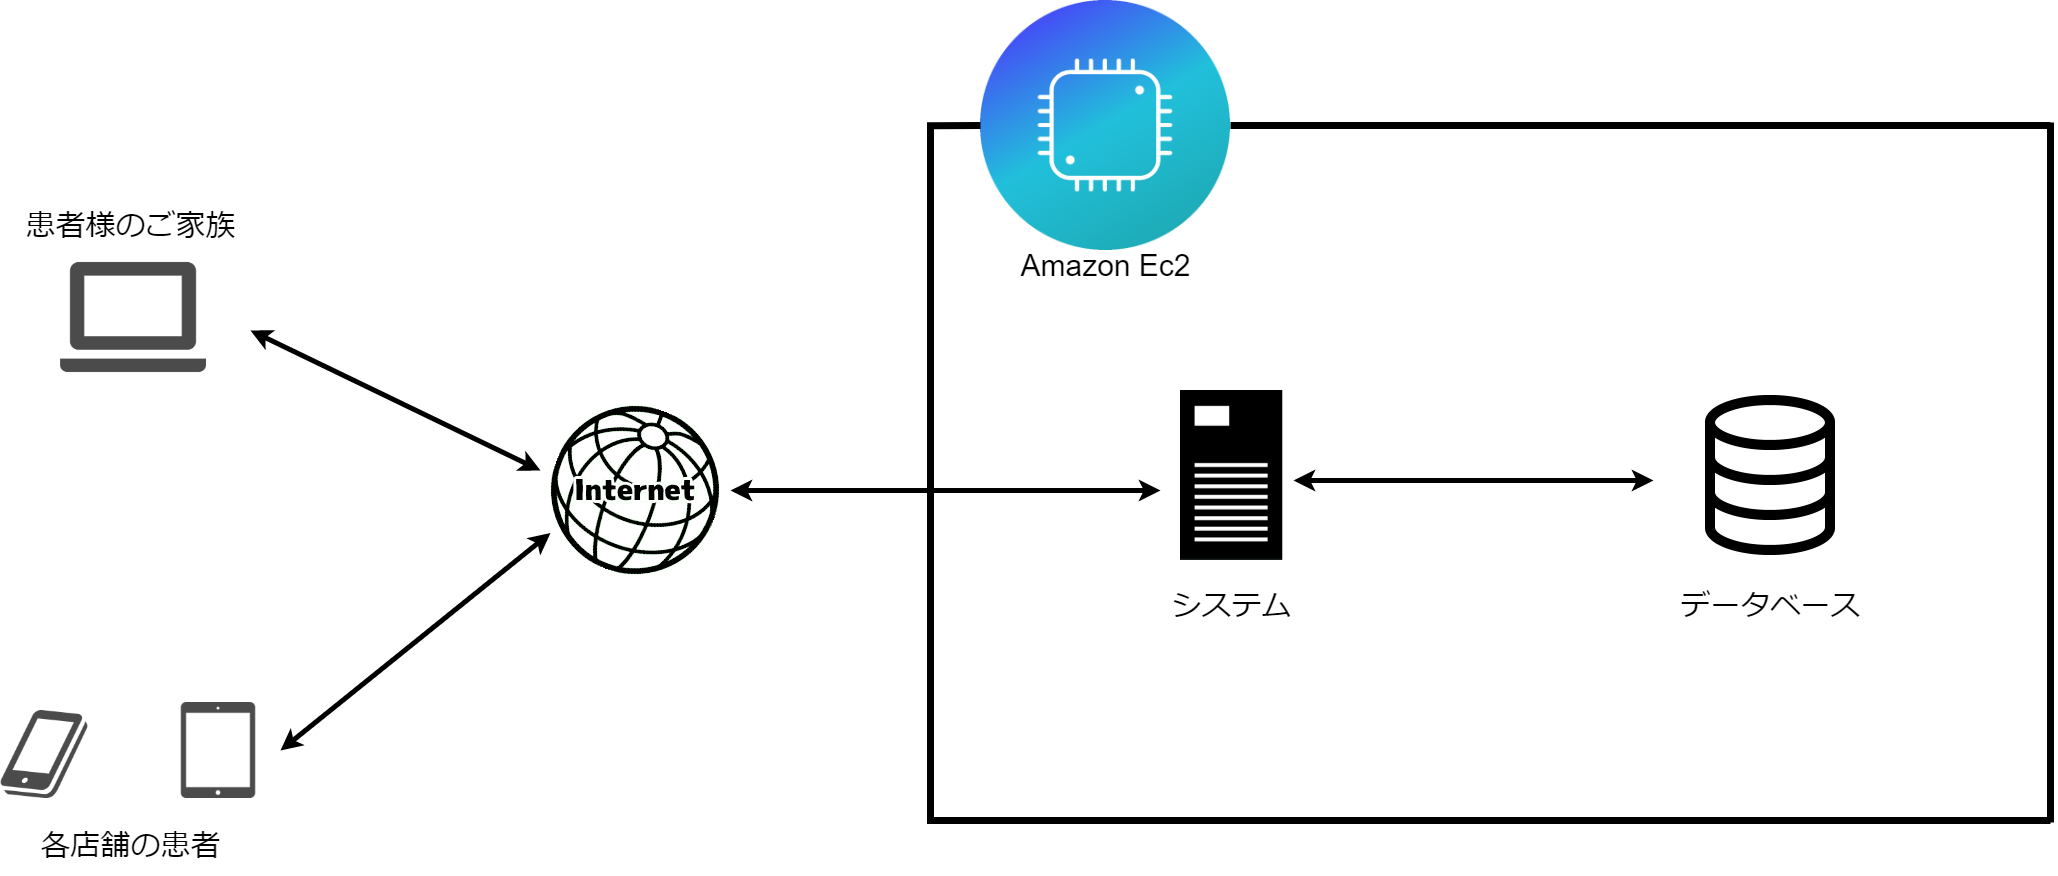 Amazon Ec2
患者様のご家族
Internet
システム
データベース
各店舗の患者